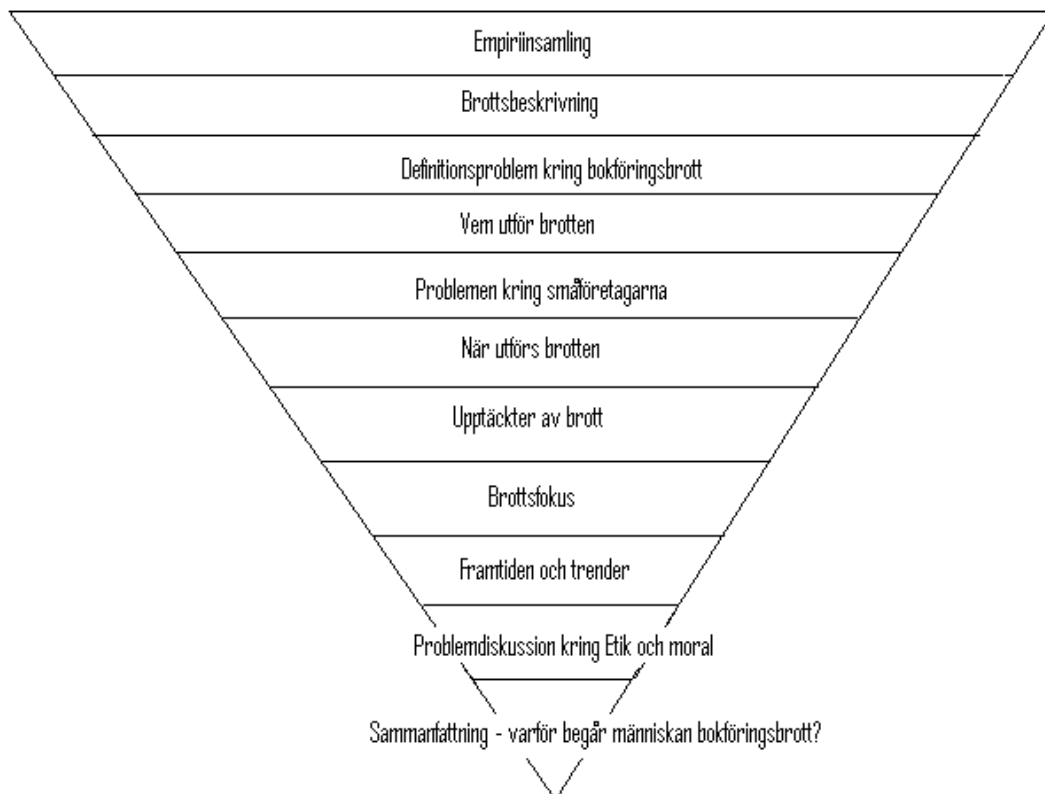 Empiriinsamling
Brottsbeskrivning
Definitionsproblem kring bokföringsbrott
Vem utför brotten
Problemen kring småföretagarna
När utförs brotten
Upptäckter av brott
Brottsfokus
Framtiden och trender
Problemdiskussion kring Etik och moral
Sammanfattning - varför begår människan bokföringsbrott?